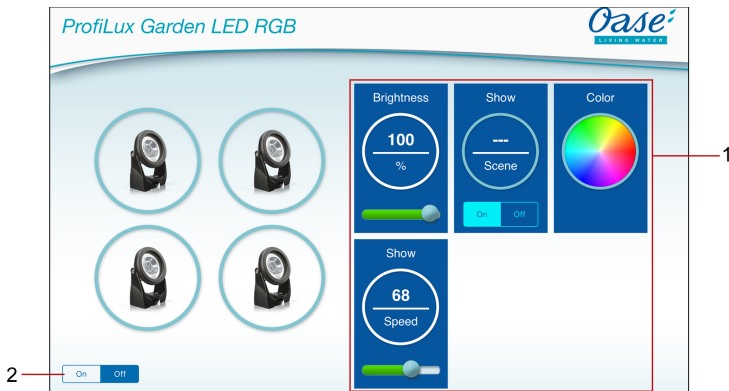 ProfiLux Garden LED RGB
Oase
LIVING WATER
Brightness
100
%
Show
---
Scene
On Off
Color
Show
68
Speed
1
2
On Off